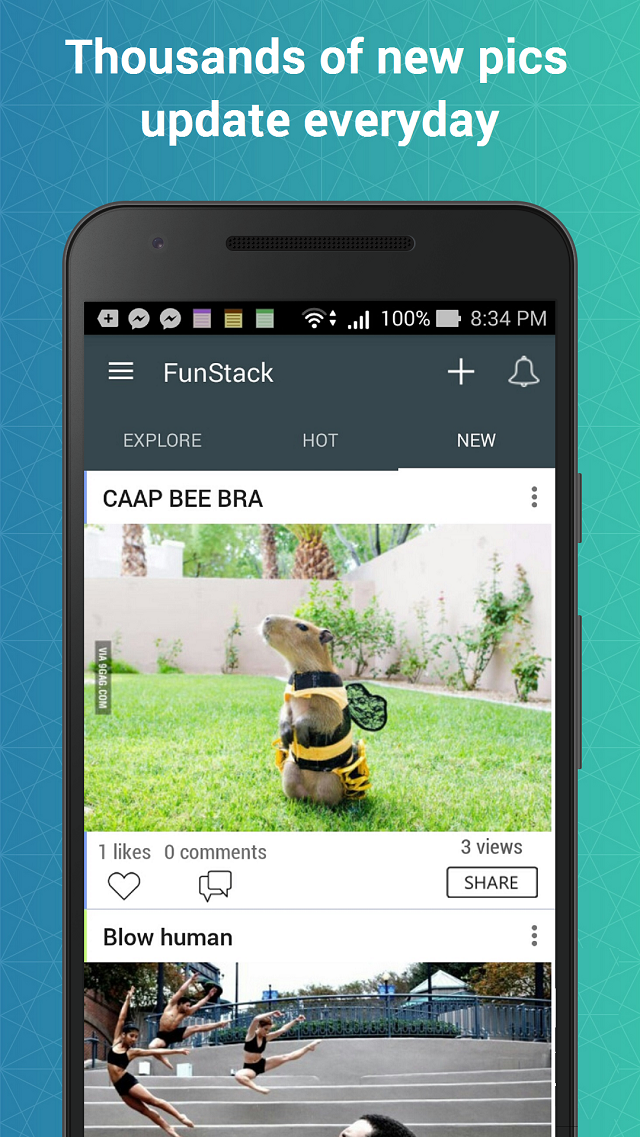 Thousands of new pics
update everyday
100% 8:34 PM
FunStack
EXPLORE HOT NEW
CAAP BEE BRA
VIA 9GAG.COM
1 likes 0 comments 3 views
SHARE
Blow human